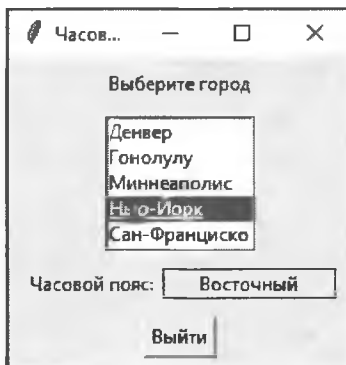 Часов...
Выберите город
Денвер
Гонолулу
Миннеаполис
Нью-Йорк
Сан-Франциско
Часовой пояс: Восточный
Выйти